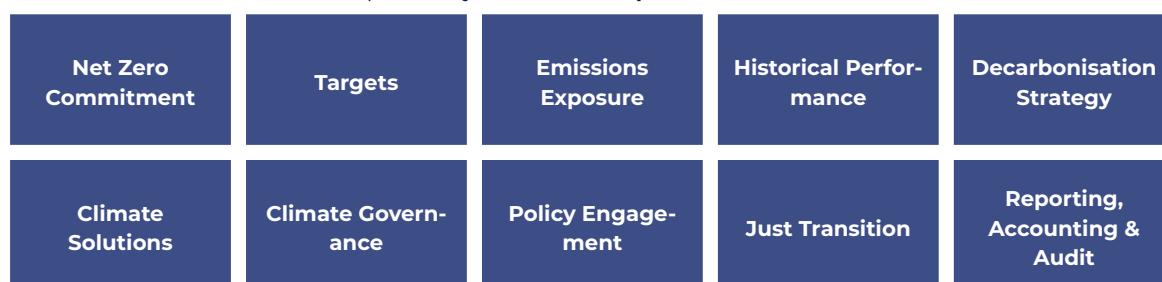 Net Zero
Commitment
Targets
Emissions
Exposure
Historical Perfor-
mance
Decarbonisation
Strategy
Climate
Solutions
Climate Govern-
ance
Policy Engage-
ment
Just Transition
Reporting,
Accounting &
Audit